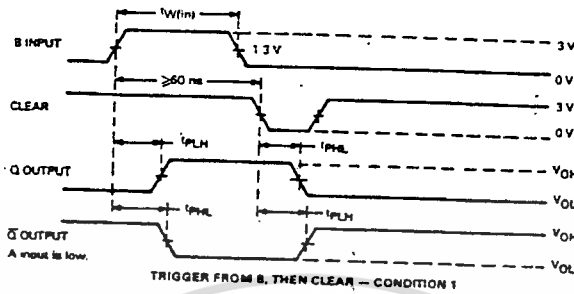 tW(in)
B INPUT
1 3 V
3 V
0 V
≥60 ns
CLEAR
3 V
0 V
tPLH
tPHL
Q OUTPUT
VOH
VOL
tPHL
tPLH
Q̅ OUTPUT
A input is low.
VOH
VOL
TRIGGER FROM B, THEN CLEAR — CONDITION 1